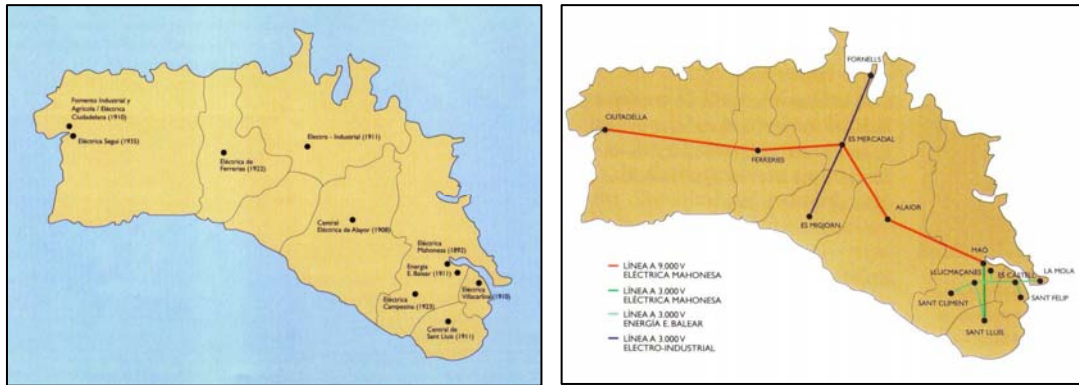 Fomento Industrial y
Agrícola / Eléctrica
Ciudadelana (1910)
Eléctrica Seguí (1935)
Eléctrica de
Ferrerías (1922)
Electro - Industrial (1911)
Central
Eléctrica de Alayor (1908)
Eléctrica
Mahonesa (1892)
Energía
E. Balear (1911)
Eléctrica
Villacarlina (1910)
Eléctrica
Campesina (1923)
Central de
Sant Lluís (1911)
FORNELLS
CIUTADELLA
ES MERCADAL
FERRERIES
ES MIGJORN
ALAIOR
MAÓ
LLUCMAÇANES
ES CASTELL
LA MOLA
SANT CLIMENT
SANT FELIP
SANT LLUÍS
LÍNEA A 9.000 V
ELÉCTRICA MAHONESA
LÍNEA A 3.000 V
ELÉCTRICA MAHONESA
LÍNEA A 3.000 V
ENERGÍA E. BALEAR
LÍNEA A 3.000 V
ELECTRO-INDUSTRIAL